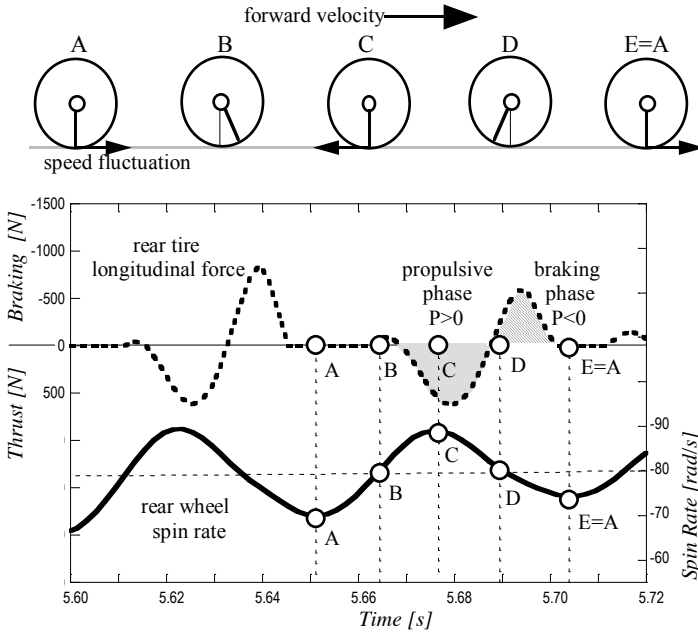 forward velocity
A
B
C
D
E=A
speed fluctuation
-1500
-1000
-500
0
500
Braking [N]
Thrust [N]
rear tire
longitudinal force
propulsive
phase
P>0
braking
phase
P<0
A
B
C
D
E=A
-90
-80
-70
-60
Spin Rate [rad/s]
rear wheel
spin rate
A
B
C
D
E=A
5.60
5.62
5.64
5.66
5.68
5.70
5.72
Time [s]